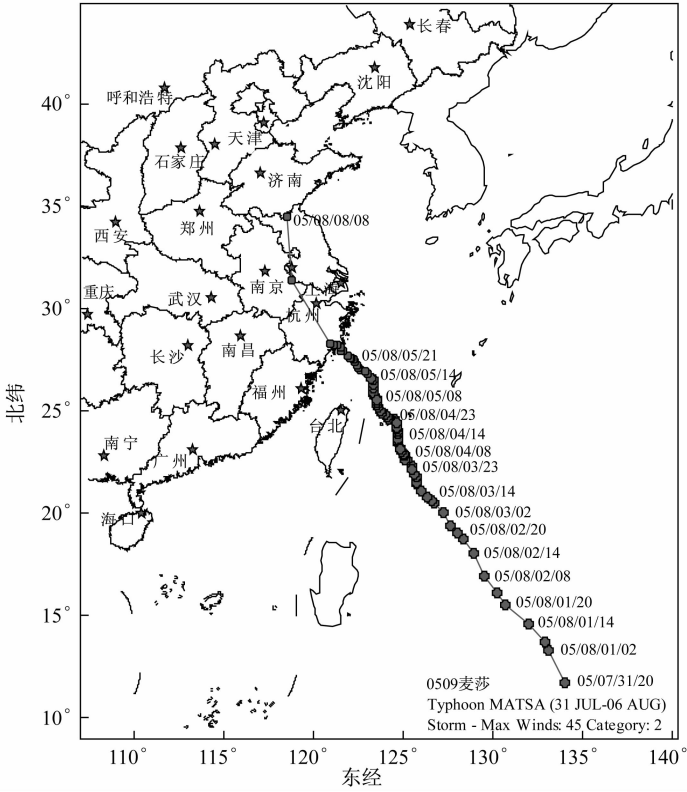 长春
沈阳
呼和浩特
40°
天津
石家庄
济南
35°
05/08/08/08
西安
郑州
南京
上海
重庆
武汉
30°
杭州
05/08/05/21
长沙
南昌
05/08/05/14
福州
05/08/05/08
北纬
25°
05/08/04/23
台北
05/08/04/14
南宁
广州
05/08/04/08
05/08/03/23
05/08/03/14
20°
海口
05/08/03/02
05/08/02/20
05/08/02/14
05/08/02/08
15°
05/08/01/20
05/08/01/14
05/08/01/02
0509麦莎
05/07/31/20
Typhoon MATSA (31 JUL-06 AUG)
10°
Storm - Max Winds: 45 Category: 2
110° 115° 120° 125° 130° 135° 140°
东经